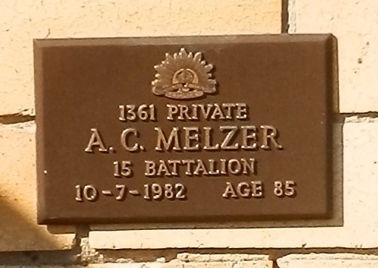 1361 PRIVATE
A. C. MELZER
15 BATTALION
10-7-1982 AGE 85